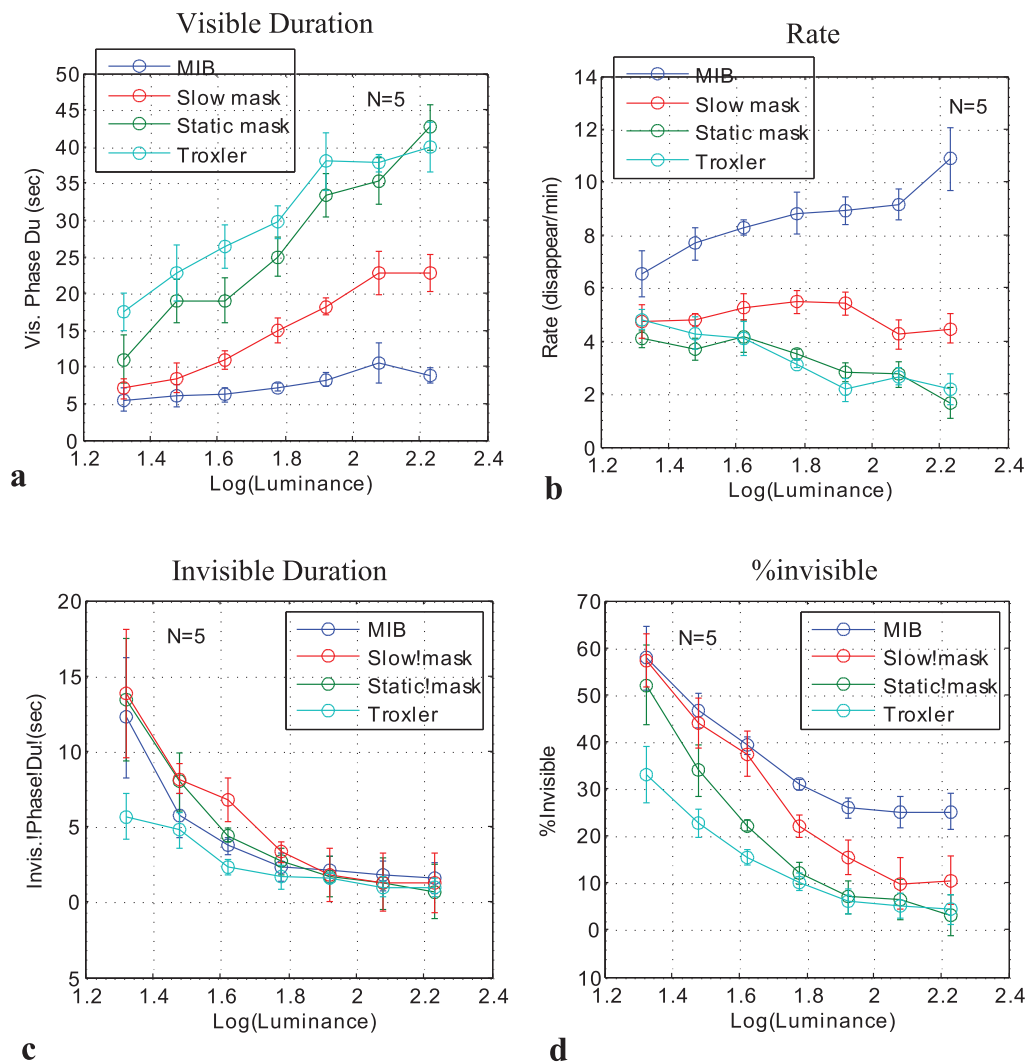 Visible Duration
MIB
Slow mask
Static mask
Troxler
N=5
50
45
40
35
30
25
20
15
10
5
0
Vis. Phase Du (sec)
1.2 1.4 1.6 1.8 2 2.2 2.4
Log(Luminance)
a
Rate
MIB
Slow mask
Static mask
Troxler
N=5
14
12
10
8
6
4
2
0
Rate (disappear/min)
1.2 1.4 1.6 1.8 2 2.2 2.4
Log(Luminance)
b
Invisible Duration
N=5
MIB
Slow!mask
Static!mask
Troxler
20
15
10
5
0
5
Invis.!Phase!Du!(sec)
1.2 1.4 1.6 1.8 2 2.2 2.4
Log(Luminance)
c
%invisible
N=5
MIB
Slow!mask
Static!mask
Troxler
70
60
50
40
30
20
10
0
10
%Invisible
1.2 1.4 1.6 1.8 2 2.2 2.4
Log(Luminance)
d